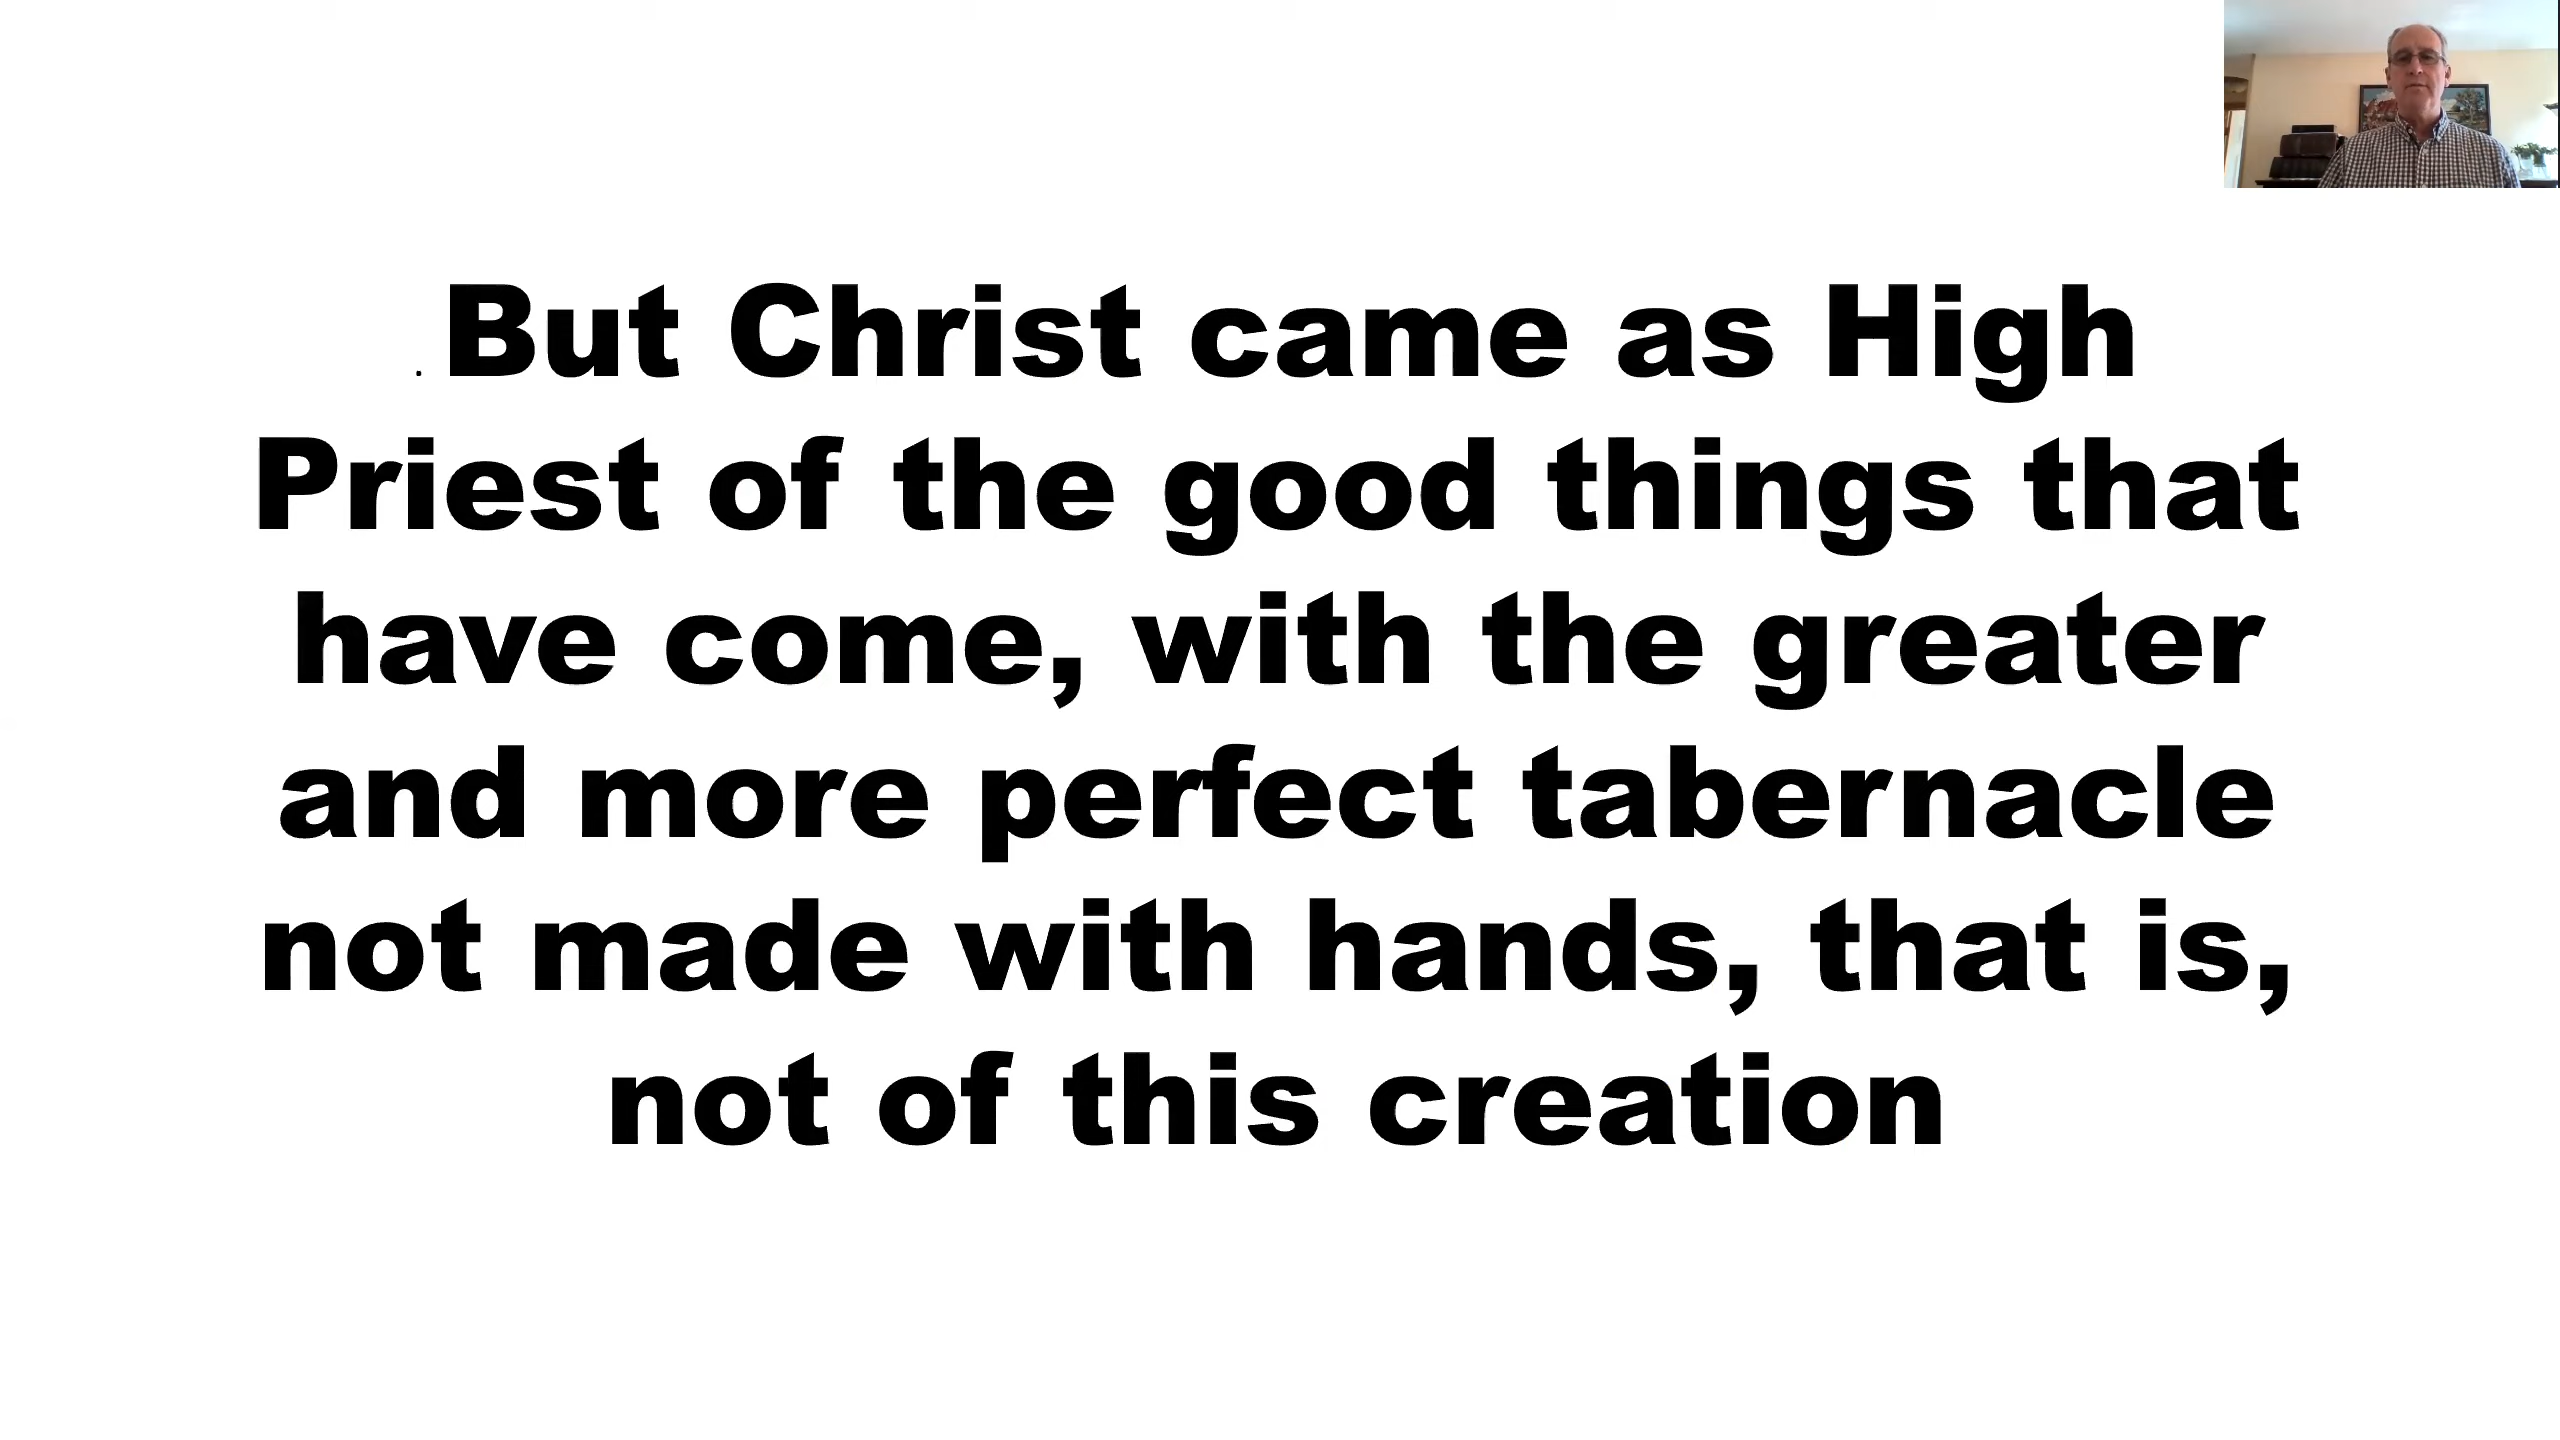 . But Christ came as High
Priest of the good things that
have come, with the greater
and more perfect tabernacle
not made with hands, that is,
not of this creation